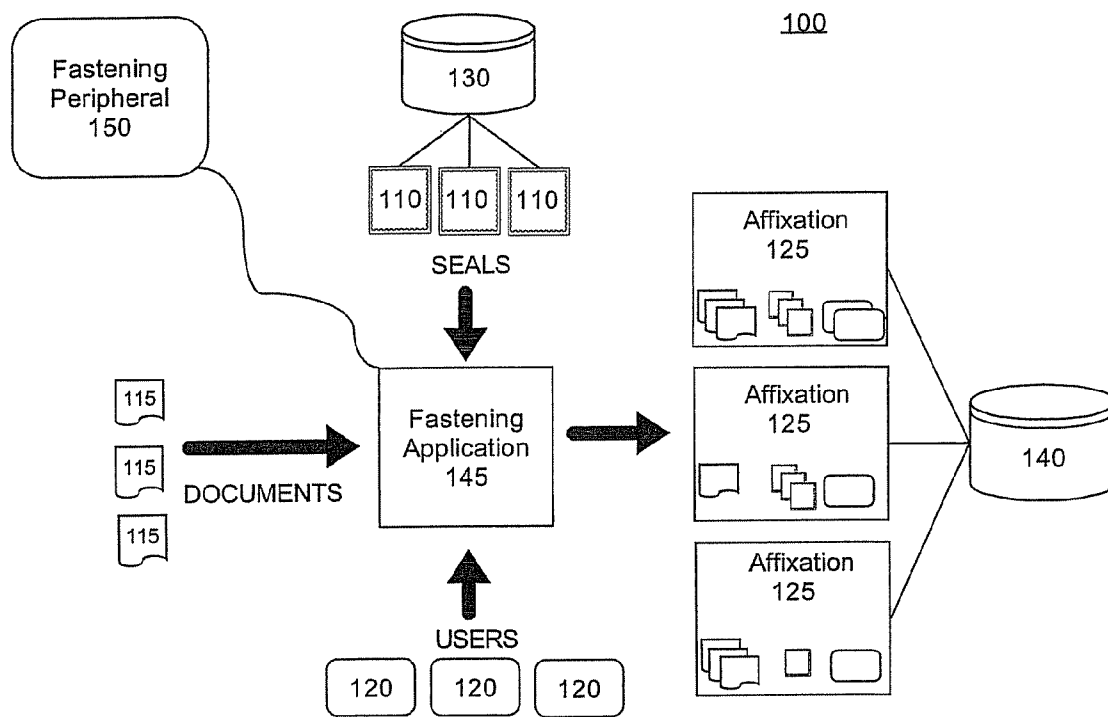 100
Fastening
Peripheral
150
130
110 110 110
SEALS
Affixation
125
115
115
115
DOCUMENTS
Fastening
Application
145
Affixation
125
140
Affixation
125
USERS
120 120 120